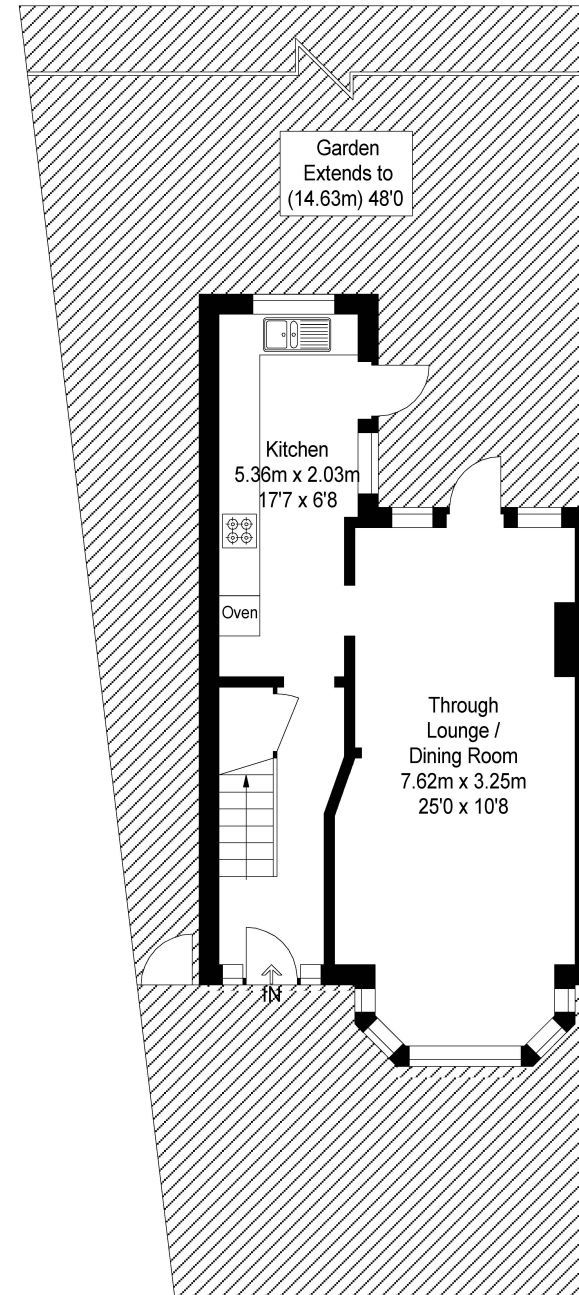 Garden
Extends to
(14.63m) 48'0
Kitchen
5.36m x 2.03m
17'7 x 6'8
Oven
Through
Lounge /
Dining Room
7.62m x 3.25m
25'0 x 10'8
IN